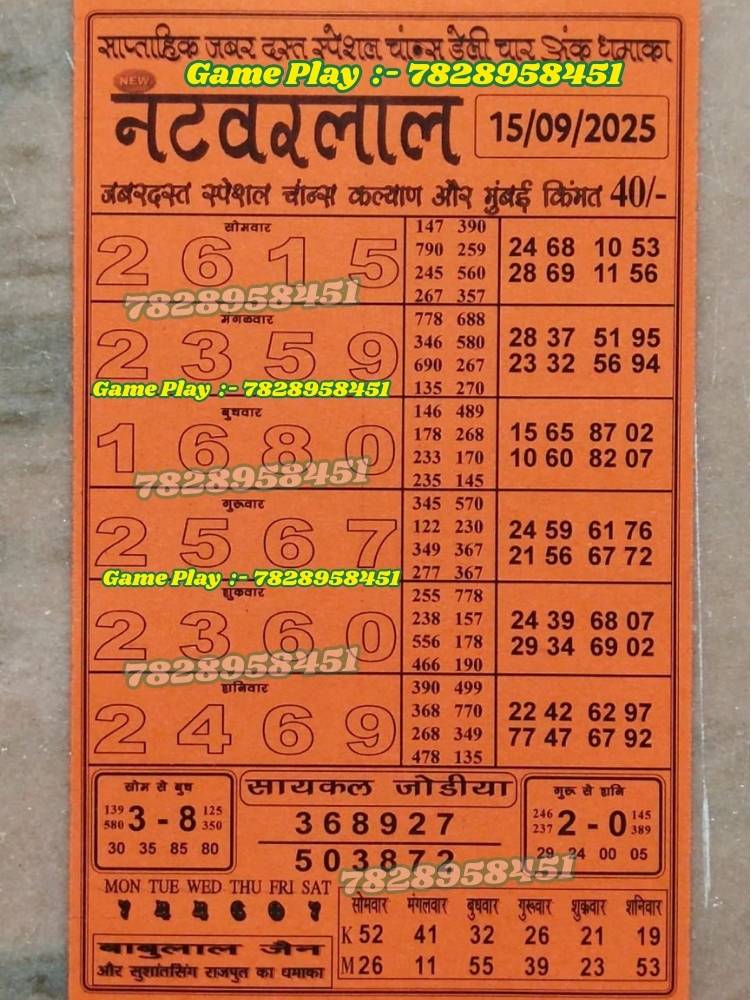 साप्ताहिक जबर दस्त स्पेशल चांन्स डेली चार अंक धमाका
Game Play :- 7828958451
NEW
नटवरलाल 15/09/2025
जबरदस्त स्पेशल चांन्स कल्याण और मुंबई किंमत 40/-
सोमवार
2 6 1 5
7828958451
147 390
790 259
245 560
267 357
24 68 10 53
28 69 11 56
मंगळवार
2 3 5 9
Game Play :- 7828958451
778 688
346 580
690 267
135 270
28 37 51 95
23 32 56 94
बुधवार
1 6 8 0
7828958451
146 489
178 268
233 170
235 145
15 65 87 02
10 60 82 07
गुरूवार
2 5 6 7
Game Play :- 7828958451
345 570
122 230
349 367
277 367
24 59 61 76
21 56 67 72
शुकवार
2 3 6 0
7828958451
255 778
238 157
556 178
466 190
24 39 68 07
29 34 69 02
शनिवार
2 4 6 9
390 499
368 770
268 349
478 135
22 42 62 97
77 47 67 92
सोम से बुध
139 580 3 - 8 125 350
30 35 85 80
सायकल जोडीया
368927
503872
7828958451
गुरू से शनि
246 237 2 - 0 145 389
29 24 00 05
MON TUE WED THU FRI SAT
बाबुलाल जैन
और सुशांतसिंग राजपुत का धमाका
सोमवार मंगलवार बुधवार गुरूवार शुक्रवार शनिवार
K 52 41 32 26 21 19
M 26 11 55 39 23 53